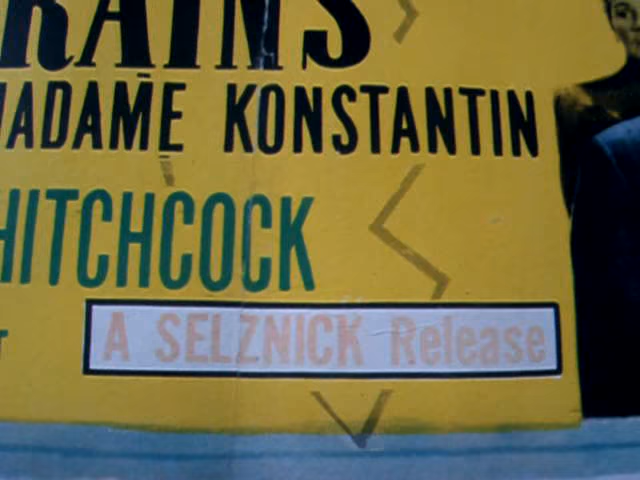 RAINS
MADAME KONSTANTIN
HITCHCOCK
T
A SELZNICK Release